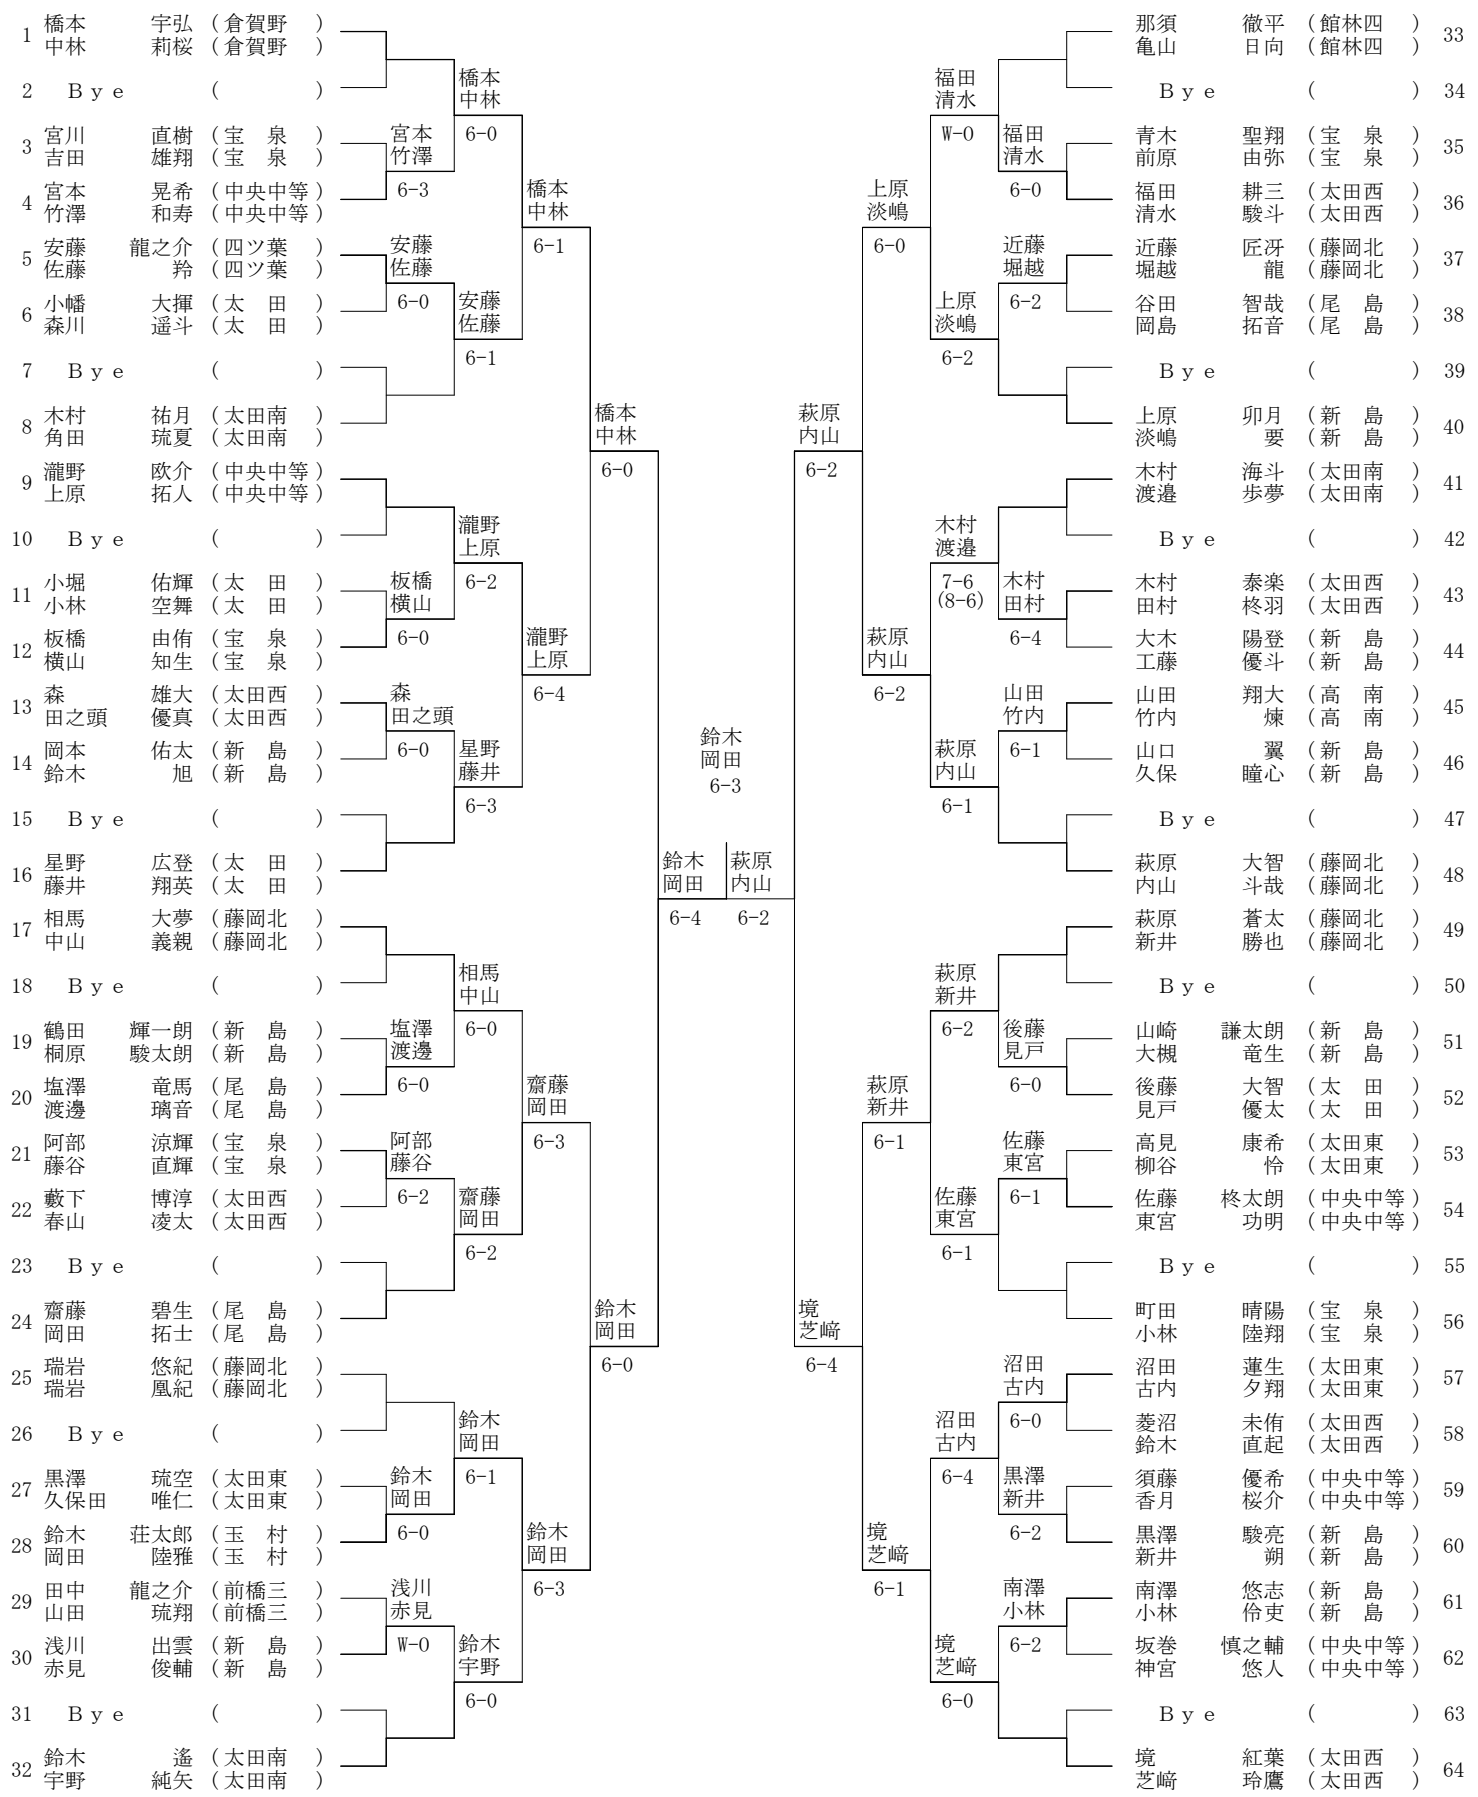 1 橋本 宇弘 (倉賀野)
中林 莉桜 (倉賀野)
2 Bye ( )
3 宮川 直樹 (宝 泉)
吉田 雄翔 (宝 泉)
4 宮本 晃希 (中央中等)
竹澤 和寿 (中央中等)
5 安藤 龍之介 (四ツ葉)
佐藤 羚 (四ツ葉)
6 小幡 大揮 (太 田)
森川 遥斗 (太 田)
7 Bye ( )
8 木村 祐月 (太田南)
角田 琉夏 (太田南)
9 瀧野 欧介 (中央中等)
上原 拓人 (中央中等)
10 Bye ( )
11 小堀 佑輝 (太 田)
小林 空舞 (太 田)
12 板橋 由侑 (宝 泉)
横山 知生 (宝 泉)
13 森 雄大 (太田西)
田之頭 優真 (太田西)
14 岡本 佑太 (新 島)
鈴木 旭 (新 島)
15 Bye ( )
16 星野 広登 (太 田)
藤井 翔英 (太 田)
17 相馬 大夢 (藤岡北)
中山 義親 (藤岡北)
18 Bye ( )
19 鶴田 輝一朗 (新 島)
桐原 駿太朗 (新 島)
20 塩澤 竜馬 (尾 島)
渡邊 璃音 (尾 島)
21 阿部 涼輝 (宝 泉)
藤谷 直輝 (宝 泉)
22 藪下 博淳 (太田西)
春山 凌太 (太田西)
23 Bye ( )
24 齋藤 碧生 (尾 島)
岡田 拓士 (尾 島)
25 瑞岩 悠紀 (藤岡北)
瑞岩 凰紀 (藤岡北)
26 Bye ( )
27 黒澤 琉空 (太田東)
久保田 唯仁 (太田東)
28 鈴木 荘太郎 (玉 村)
岡田 陸雅 (玉 村)
29 田中 龍之介 (前橋三)
山田 琉翔 (前橋三)
30 浅川 出雲 (新 島)
赤見 俊輔 (新 島)
31 Bye ( )
32 鈴木 遙 (太田南)
宇野 純矢 (太田南)
宮本
竹澤
6-3
安藤
佐藤
6-0
板橋
横山
6-0
森
田之頭
6-0
塩澤
渡邊
6-0
阿部
藤谷
6-2
鈴木
岡田
6-0
浅川
赤見
W-0
橋本
中林
6-0
安藤
佐藤
6-1
瀧野
上原
6-2
星野
藤井
6-3
相馬
中山
6-0
齋藤
岡田
6-2
鈴木
岡田
6-1
鈴木
宇野
6-0
橋本
中林
6-1
瀧野
上原
6-4
齋藤
岡田
6-3
鈴木
岡田
6-3
橋本
中林
6-0
鈴木
岡田
6-0
鈴木
岡田
6-4
鈴木
岡田
6-3
萩原
内山
6-2
萩原
内山
6-2
境
芝﨑
6-4
上原
淡嶋
6-0
萩原
内山
6-2
萩原
新井
6-1
境
芝﨑
6-1
福田
清水
W-0
上原
淡嶋
6-2
木村
渡邉
7-6
(8-6)
萩原
内山
6-1
萩原
新井
6-2
佐藤
東宮
6-1
沼田
古内
6-4
境
芝﨑
6-0
福田
清水
6-0
近藤
堀越
6-2
木村
田村
6-4
山田
竹内
6-1
後藤
見戸
6-0
佐藤
東宮
6-1
沼田
古内
6-0
黒澤
新井
6-2
南澤
小林
6-2
那須 徹平 (館林四) 33
亀山 日向 (館林四)
Bye ( ) 34
青木 聖翔 (宝 泉) 35
前原 由弥 (宝 泉)
福田 耕三 (太田西) 36
清水 駿斗 (太田西)
近藤 匠冴 (藤岡北) 37
堀越 龍 (藤岡北)
谷田 智哉 (尾 島) 38
岡島 拓音 (尾 島)
Bye ( ) 39
上原 卯月 (新 島) 40
淡嶋 要 (新 島)
木村 海斗 (太田南) 41
渡邉 歩夢 (太田南)
Bye ( ) 42
木村 泰楽 (太田西) 43
田村 柊羽 (太田西)
大木 陽登 (新 島) 44
工藤 優斗 (新 島)
山田 翔大 (高 南) 45
竹内 煉 (高 南)
山口 翼 (新 島) 46
久保 瞳心 (新 島)
Bye ( ) 47
萩原 大智 (藤岡北) 48
内山 斗哉 (藤岡北)
萩原 蒼太 (藤岡北) 49
新井 勝也 (藤岡北)
Bye ( ) 50
山崎 謙太朗 (新 島) 51
大槻 竜生 (新 島)
後藤 大智 (太 田) 52
見戸 優太 (太 田)
高見 康希 (太田東) 53
柳谷 怜 (太田東)
佐藤 柊太朗 (中央中等) 54
東宮 功明 (中央中等)
Bye ( ) 55
町田 晴陽 (宝 泉) 56
小林 陸翔 (宝 泉)
沼田 蓮生 (太田東) 57
古内 夕翔 (太田東)
菱沼 未侑 (太田西) 58
鈴木 直起 (太田西)
須藤 優希 (中央中等) 59
香月 桜介 (中央中等)
黒澤 駿亮 (新 島) 60
新井 朔 (新 島)
南澤 悠志 (新 島) 61
小林 伶吏 (新 島)
坂巻 慎之輔 (中央中等) 62
神宮 悠人 (中央中等)
Bye ( ) 63
境 紅葉 (太田西) 64
芝﨑 玲鷹 (太田西)